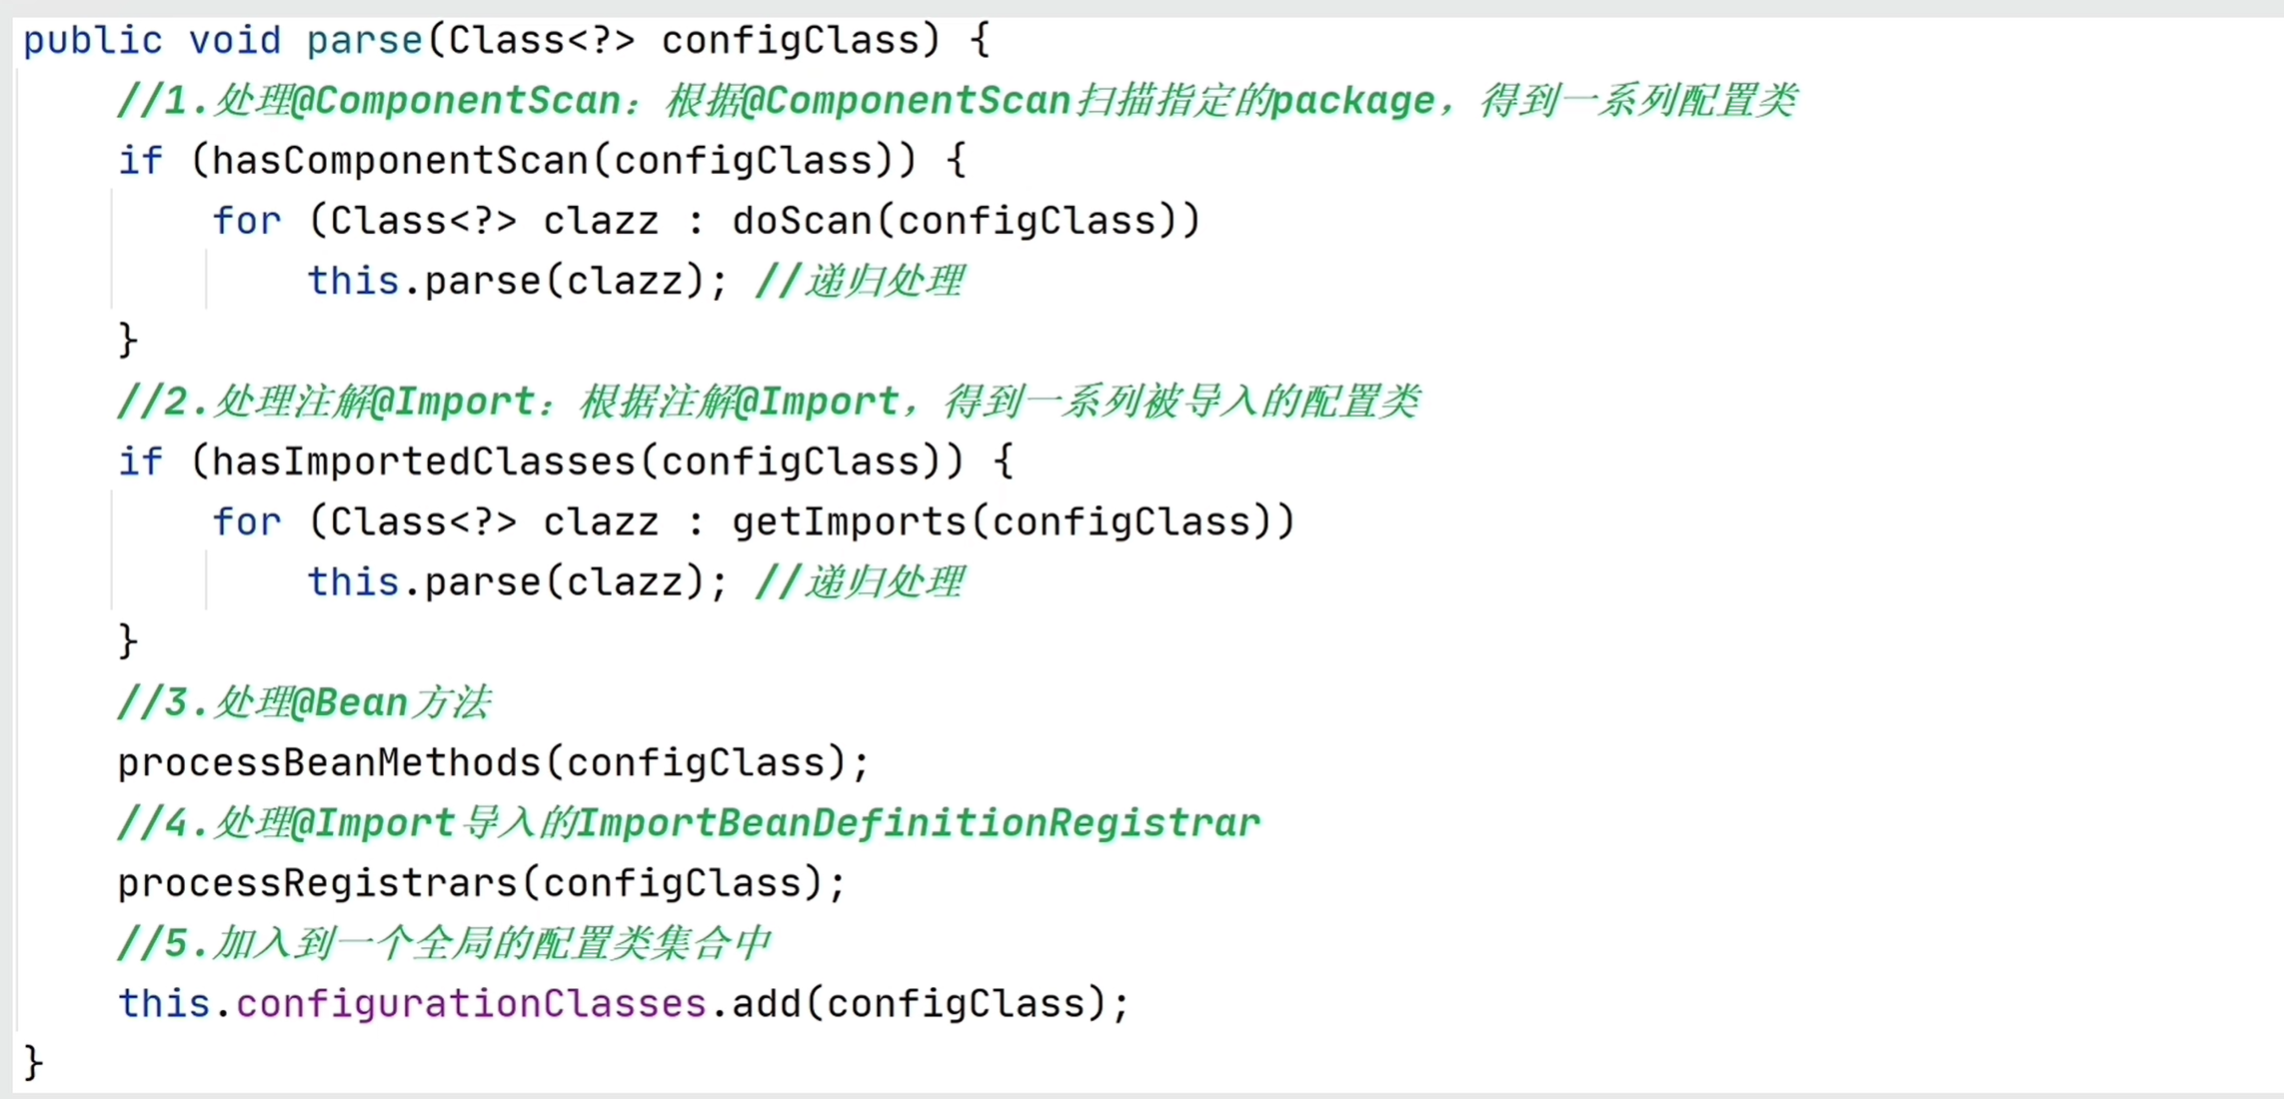 public void parse(Class<?> configClass) {
    //1.处理@ComponentScan：根据@ComponentScan扫描指定的package，得到一系列配置类
    if (hasComponentScan(configClass)) {
        for (Class<?> clazz : doScan(configClass))
            this.parse(clazz); //递归处理
    }
    //2.处理注解@Import：根据注解@Import，得到一系列被导入的配置类
    if (hasImportedClasses(configClass)) {
        for (Class<?> clazz : getImports(configClass))
            this.parse(clazz); //递归处理
    }
    //3.处理@Bean方法
    processBeanMethods(configClass);
    //4.处理@Import导入的ImportBeanDefinitionRegistrar
    processRegistrars(configClass);
    //5.加入到一个全局的配置类集合中
    this.configurationClasses.add(configClass);
}